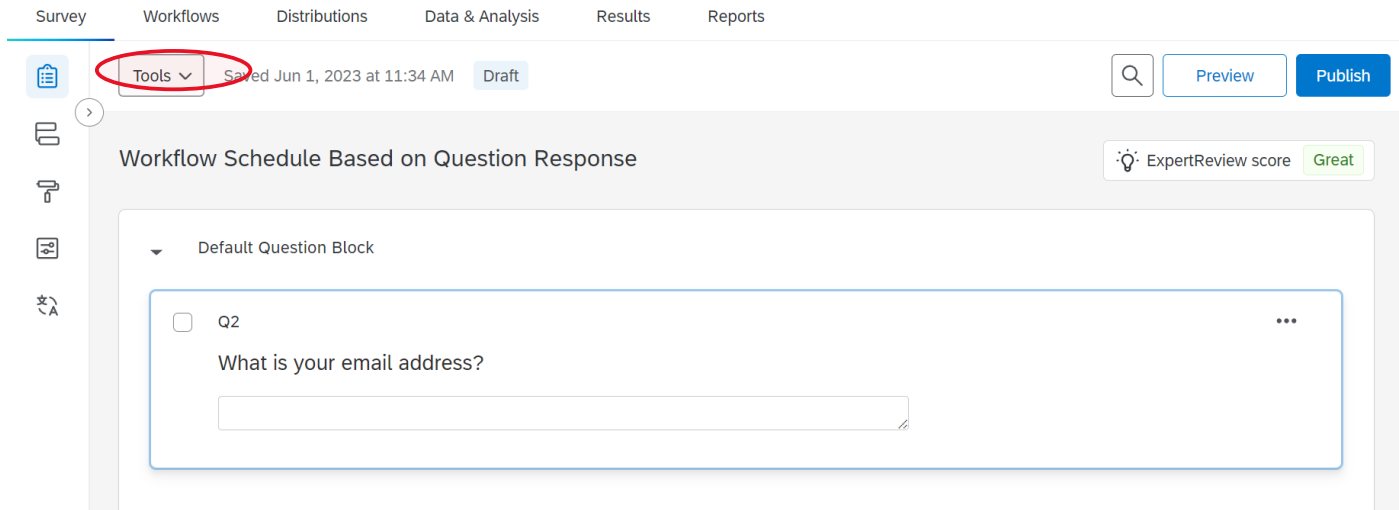 Survey Workflows Distributions Data & Analysis Results Reports
Tools Saved Jun 1, 2023 at 11:34 AM Draft Preview Publish
Workflow Schedule Based on Question Response
ExpertReview score Great
Default Question Block
Q2
What is your email address?